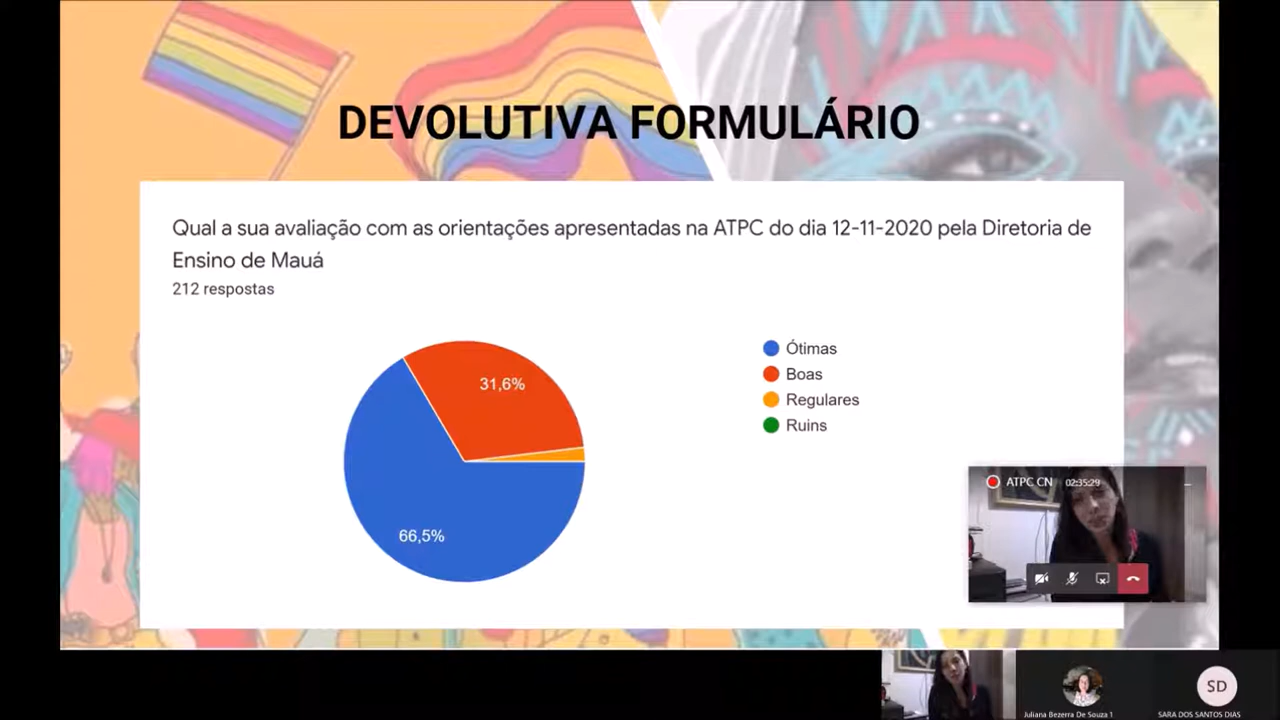 DEVOLUTIVA FORMULÁRIO
Qual a sua avaliação com as orientações apresentadas na ATPC do dia 12-11-2020 pela Diretoria de
Ensino de Mauá
212 respostas
31,6%
66,5%
Ótimas
Boas
Regulares
Ruins
ATPC CN 02:35:29
Juliana Bezerra De Souza 1
SD
SARA DOS SANTOS DIAS